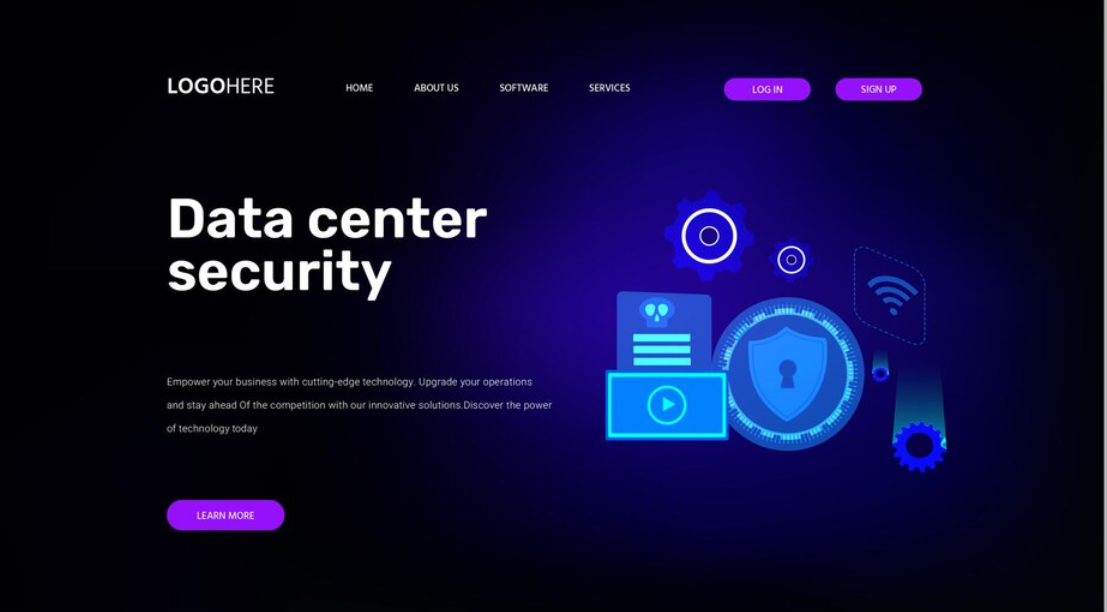 LOGOHERE
HOME
ABOUT US
SOFTWARE
SERVICES
LOG IN
SIGN UP
Data center
security
Empower your business with cutting-edge technology. Upgrade your operations
and stay ahead Of the competition with our innovative solutions.Discover the power
of technology today
LEARN MORE